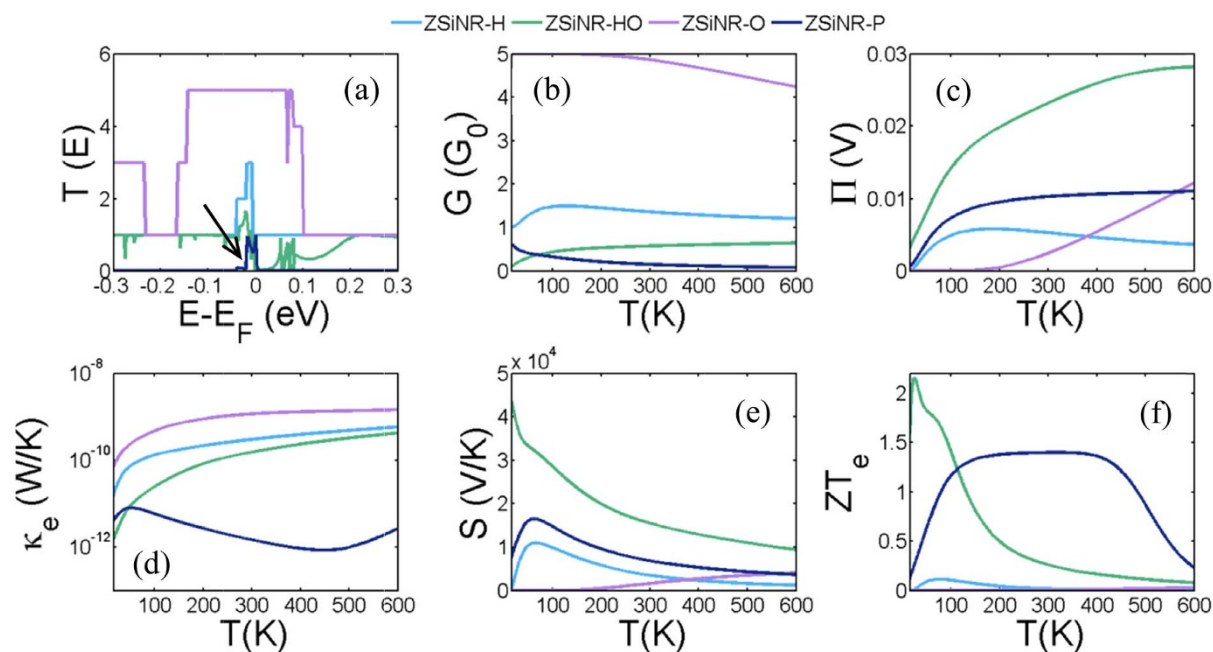 ZSiNR-H ZSiNR-HO ZSiNR-O ZSiNR-P
T (E)
6
4
2
0
(a)
-0.3 -0.2 -0.1 0 0.1 0.2 0.3
E-E_F (eV)
G (G_0)
5
4
3
2
1
0
(b)
100 200 300 400 500 600
T(K)
Π (V)
0.03
0.02
0.01
0.00
(c)
100 200 300 400 500 600
T(K)
κ_e (W/K)
10^-8
10^-10
10^-12
(d)
100 200 300 400 500 600
T(K)
S (V/K)
x 10^4
5
4
3
2
1
0
(e)
100 200 300 400 500 600
T(K)
ZT_e
2
1.5
1
0.5
0
(f)
100 200 300 400 500 600
T(K)